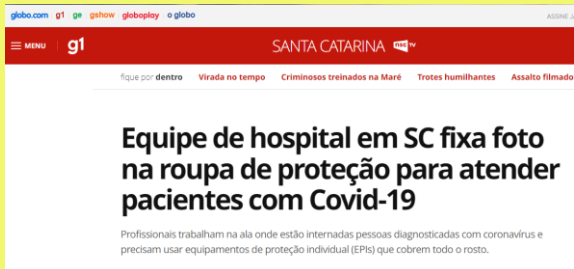 globo.com g1 ge gshow globoplay o globo ASSINE JÁ
MENU g1 SANTA CATARINA nsc tv
fique por dentro Virada no tempo Criminosos treinados na Maré Trotes humilhantes Assalto filmado
Equipe de hospital em SC fixa foto
na roupa de proteção para atender
pacientes com Covid-19
Profissionais trabalham na ala onde estão internadas pessoas diagnosticadas com coronavírus e
precisam usar equipamentos de proteção individual (EPIs) que cobrem todo o rosto.